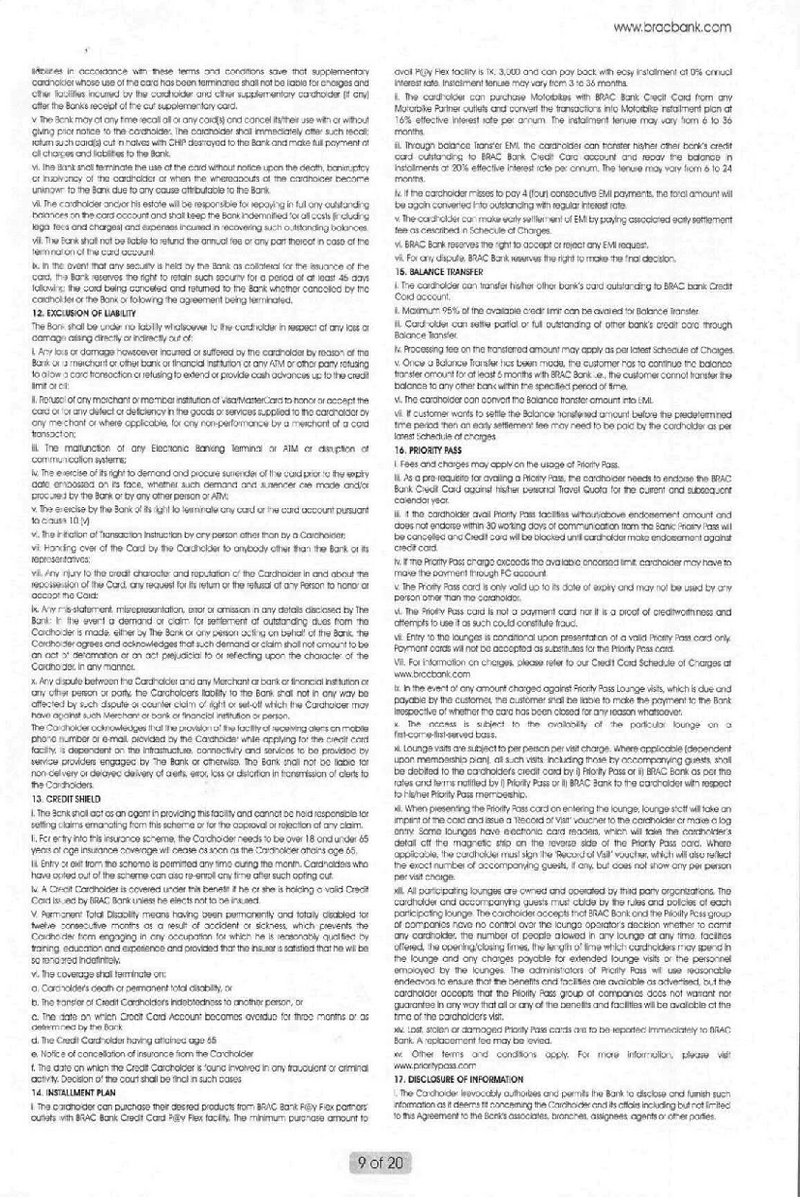 www.bracbank.com
liabilities in accordance with these terms and conditions save that supplementary
cardholder whose use of the card has been terminated shall not be liable for charges and
other liabilities incurred by the cardholder and other supplementary cardholder (if any)
after the Banks receipt of the cut supplementary card.
v. The Bank may at any time recall all or any card(s) and cancel its/their use with or without
giving prior notice to the cardholder. The cardholder shall immediately after such recall;
return such card(s) cut in halves with CHIP destroyed to the Bank and make full payment of
all charges and liabilities to the Bank.
vi. The Bank shall terminate the use of the card without notice upon the death, bankruptcy
or insolvency of the cardholder or when the whereabouts of the cardholder become
unknown to the Bank due to any cause attributable to the Bank.
vii. The cardholder and/or his estate will be responsible for repaying in full any outstanding
balances on the card account and shall keep the Bank indemnified for all costs (including
legal fees and charges) and expenses incurred in recovering such outstanding balances.
viii. The Bank shall not be liable to refund the annual fee or any part thereof in case of the
termination of the card account.
ix. In the event that any security is held by the Bank as collateral for the issuance of the
card, the Bank reserves the right to retain such security for a period of at least 45 days
following the card being canceled and returned to the Bank whether cancelled by the
cardholder or the Bank or following the agreement being terminated.
12. EXCLUSION OF LIABILITY
The Bank shall be under no liability whatsoever to the cardholder in respect of any loss or
damage arising directly or indirectly out of:
i. Any loss or damage howsoever incurred or suffered by the cardholder by reason of the
Bank or a merchant or other bank or financial institution or any ATM or other party refusing
to allow a card transaction or refusing to extend or provide cash advances up to the credit
limit or all;
ii. Refusal of any merchant or member institution of Visa/MasterCard to honor or accept the
card or for any defect or deficiency in the goods or services supplied to the cardholder by
any merchant or where applicable, for any non-performance by a merchant of a card
transaction;
iii. The malfunction of any Electronic Banking Terminal or ATM or disruption of
communication systems;
iv. The exercise of its right to demand and procure surrender of the card prior to the expiry
date embossed on its face, whether such demand and surrender are made and/or
procured by the Bank or by any other person or ATM;
v. The exercise by the Bank of its right to terminate any card or the card account pursuant
to clause 10 (v)
vi. The initiation of Transaction Instruction by any person other than by a Cardholder;
vii. Handing over of the Card by the Cardholder to anybody other than the Bank or its
representatives;
viii. Any injury to the credit character and reputation of the Cardholder in and about the
repossession of the Card, any request for its return or the refusal of any Person to honor or
accept the Card;
ix. Any mis-statement, misrepresentation, error or omission in any details disclosed by The
Bank; In the event a demand or claim for settlement of outstanding dues from the
Cardholder is made, either by The Bank or any person acting on behalf of the Bank, the
Cardholder agrees and acknowledges that such demand or claim shall not amount to be
an act of defamation or an act prejudicial to or reflecting upon the character of the
Cardholder, in any manner.
x. Any dispute between the Cardholder and any Merchant or bank or financial institution or
any other person or party, the Cardholders liability to the Bank shall not in any way be
affected by such dispute or counter claim of right or set-off which the Cardholder may
have against such Merchant or bank or financial institution or person.
The Cardholder acknowledges that the provision of the facility of receiving alerts on mobile
phone number or e-mail, provided by the Cardholder while applying for the credit card
facility, is dependent on the infrastructure, connectivity and services to be provided by
service providers engaged by The Bank or otherwise. The Bank shall not be liable for
non-delivery or delayed delivery of alerts, error, loss or distortion in transmission of alerts to
the Cardholders.
13. CREDIT SHIELD
i. The Bank shall act as an agent in providing this facility and cannot be held responsible for
settling claims emanating from this scheme or for the approval or rejection of any claim.
ii. For entry into this insurance scheme, the Cardholder needs to be over 18 and under 65
years of age insurance coverage will cease as soon as the Cardholder attains age 65.
iii. Entry or exit from the scheme is permitted any time during the month. Cardholders who
have opted out of the scheme can also re-enroll any time after such opting out.
iv. A Credit Cardholder is covered under this benefit if he or she is holding a valid Credit
Card issued by BRAC Bank unless he elects not to be insured.
V. Permanent Total Disability means having been permanently and totally disabled for
twelve consecutive months as a result of accident or sickness, which prevents the
Cardholder from engaging in any occupation for which he is reasonably qualified by
training, education and experience and provided that the insurer is satisfied that he will be
so rendered indefinitely.
vi. The coverage shall terminate on:
a. Cardholder's death or permanent total disability, or
b. The transfer of Credit Cardholder's indebtedness to another person, or
c. The date on which Credit Card Account becomes overdue for three months or as
determined by the Bank
d. The Credit Cardholder having attained age 65
e. Notice of cancellation of insurance from the Cardholder
f. The date on which the Credit Cardholder is found involved in any fraudulent or criminal
activity. Decision of the court shall be final in such cases
14. INSTALLMENT PLAN
i. The cardholder can purchase their desired products from BRAC Bank P@y Flex partners'
outlets with BRAC Bank Credit Card P@y Flex facility. The minimum purchase amount to
avail P@y Flex facility is TK. 3,000 and can pay back with easy installment at 0% annual
interest rate. Installment tenure may vary from 3 to 36 months.
ii. The cardholder can purchase Motorbikes with BRAC Bank Credit Card from any
Motorbike Partner outlets and convert the transactions into Motorbike installment plan at
16% effective interest rate per annum. The installment tenure may vary from 6 to 36
months.
iii. Through balance Transfer EMI, the cardholder can transfer his/her other bank's credit
card outstanding to BRAC Bank Credit Card account and repay the balance in
installments at 20% effective interest rate per annum. The tenure may vary from 6 to 24
months.
iv. If the cardholder misses to pay 4 (four) consecutive EMI payments, the total amount will
be again converted into outstanding with regular interest rate.
v. The cardholder can make early settlement of EMI by paying associated early settlement
fee as described in Schedule of Charges.
vi. BRAC Bank reserves the right to accept or reject any EMI request.
vii. For any dispute, BRAC Bank reserves the right to make the final decision.
15. BALANCE TRANSFER
i. The cardholder can transfer his/her other bank's card outstanding to BRAC bank Credit
Card account.
ii. Maximum 95% of the available credit limit can be availed for Balance Transfer.
iii. Cardholder can settle partial or full outstanding of other bank's credit card through
Balance Transfer.
iv. Processing fee on the transferred amount may apply as per latest Schedule of Charges.
v. Once a Balance Transfer has been made, the customer has to continue the balance
transfer amount for at least 6 months with BRAC Bank i.e., the customer cannot transfer the
balance to any other bank within the specified period of time.
vi. The cardholder can convert the Balance transfer amount into EMI.
vii. If customer wants to settle the Balance transferred amount before the predetermined
time period then an early settlement fee may need to be paid by the cardholder as per
latest Schedule of charges
16. PRIORITY PASS
i. Fees and charges may apply on the usage of Priority Pass.
iii. As a pre-requisite for availing a Priority Pass, the cardholder needs to endorse the BRAC
Bank Credit Card against his/her personal Travel Quota for the current and subsequent
calendar year.
iii. If the cardholder avail Priority Pass facilities without/above endorsement amount and
does not endorse within 30 working days of communication from the Bank; Priority Pass will
be cancelled and Credit card will be blocked until cardholder make endorsement against
credit card.
iv. If the Priority Pass charge exceeds the available endorsed limit, cardholder may have to
make the payment through FC account.
v. The Priority Pass card is only valid up to its date of expiry and may not be used by any
person other than the cardholder.
vi. The Priority Pass card is not a payment card nor it is a proof of creditworthiness and
attempts to use it as such could constitute fraud.
vii. Entry to the lounges is conditional upon presentation of a valid Priority Pass card only.
Payment cards will not be accepted as substitutes for the Priority Pass card.
Viii. For information on charges, please refer to our Credit Card Schedule of Charges at
www.bracbank.com
ix. In the event of any amount charged against Priority Pass Lounge visits, which is due and
payable by the customer, the customer shall be liable to make the payment to the Bank
irrespective of whether the card has been closed for any reason whatsoever.
x. The access is subject to the availability of the particular lounge on a
first-come-first-served basis.
xi. Lounge visits are subject to per person per visit charge. Where applicable (dependent
upon membership plan), all such visits, including those by accompanying guests, shall
be debited to the cardholder's credit card by i) Priority Pass or ii) BRAC Bank as per the
rates and terms notified by i) Priority Pass or ii) BRAC Bank to the cardholder with respect
to his/her Priority Pass membership.
xii. When presenting the Priority Pass card on entering the lounge, lounge staff will take an
imprint of the card and issue a 'Record of Visit' voucher to the cardholder or make a log
entry. Some lounges have electronic card readers, which will take the cardholder's
detail off the magnetic strip on the reverse side of the Priority Pass card. Where
applicable, the cardholder must sign the 'Record of Visit' voucher, which will also reflect
the exact number of accompanying guests, if any, but does not show any per person
per visit charge.
xiii. All participating lounges are owned and operated by third party organizations. The
cardholder and accompanying guests must abide by the rules and policies of each
participating lounge. The cardholder accepts that BRAC Bank and the Priority Pass group
of companies have no control over the lounge operator's decision whether to admit
any cardholder, the number of people allowed in any lounge at any time, facilities
offered, the opening/closing times, the length of time which cardholders may spend in
the lounge and any charges payable for extended lounge visits or the personnel
employed by the lounges. The administrators of Priority Pass will use reasonable
endeavors to ensure that the benefits and facilities are available as advertised, but the
cardholder accepts that the Priority Pass group of companies does not warrant nor
guarantee in any way that all or any of the benefits and facilities will be available at the
time of the cardholder's visit.
xiv. Lost, stolen or damaged Priority Pass cards are to be reported immediately to BRAC
Bank. A replacement fee may be levied.
xv. Other terms and conditions apply. For more information, please visit
www.prioritypass.com
17. DISCLOSURE OF INFORMATION
i. The Cardholder irrevocably authorizes and permits the Bank to disclose and furnish such
information as it deems fit concerning the Cardholder and its affairs including but not limited
to this Agreement to the Bank's associates, branches, assignees, agents or other parties.
9 of 20